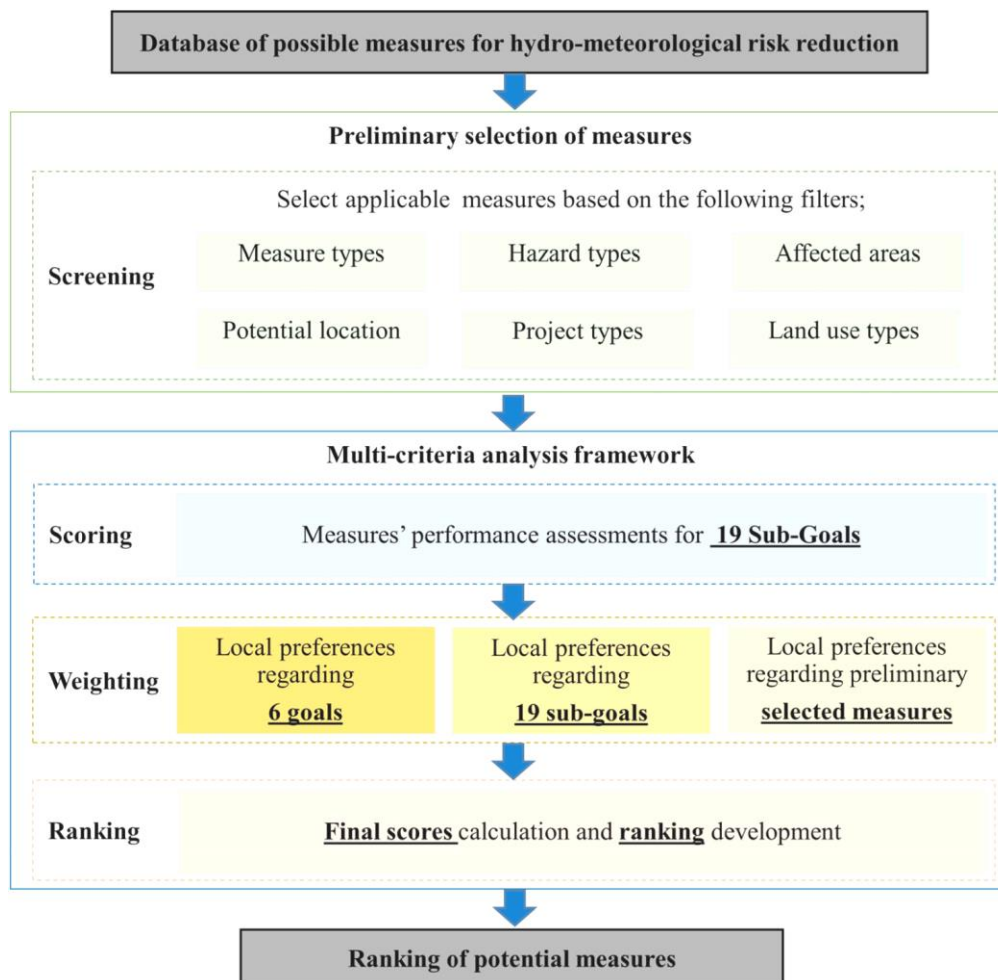 Database of possible measures for hydro-meteorological risk reduction
Preliminary selection of measures
Select applicable measures based on the following filters;
Screening
Measure types
Hazard types
Affected areas
Potential location
Project types
Land use types
Multi-criteria analysis framework
Scoring
Measures’ performance assessments for 19 Sub-Goals
Weighting
Local preferences
regarding
6 goals
Local preferences
regarding
19 sub-goals
Local preferences
regarding preliminary
selected measures
Ranking
Final scores calculation and ranking development
Ranking of potential measures